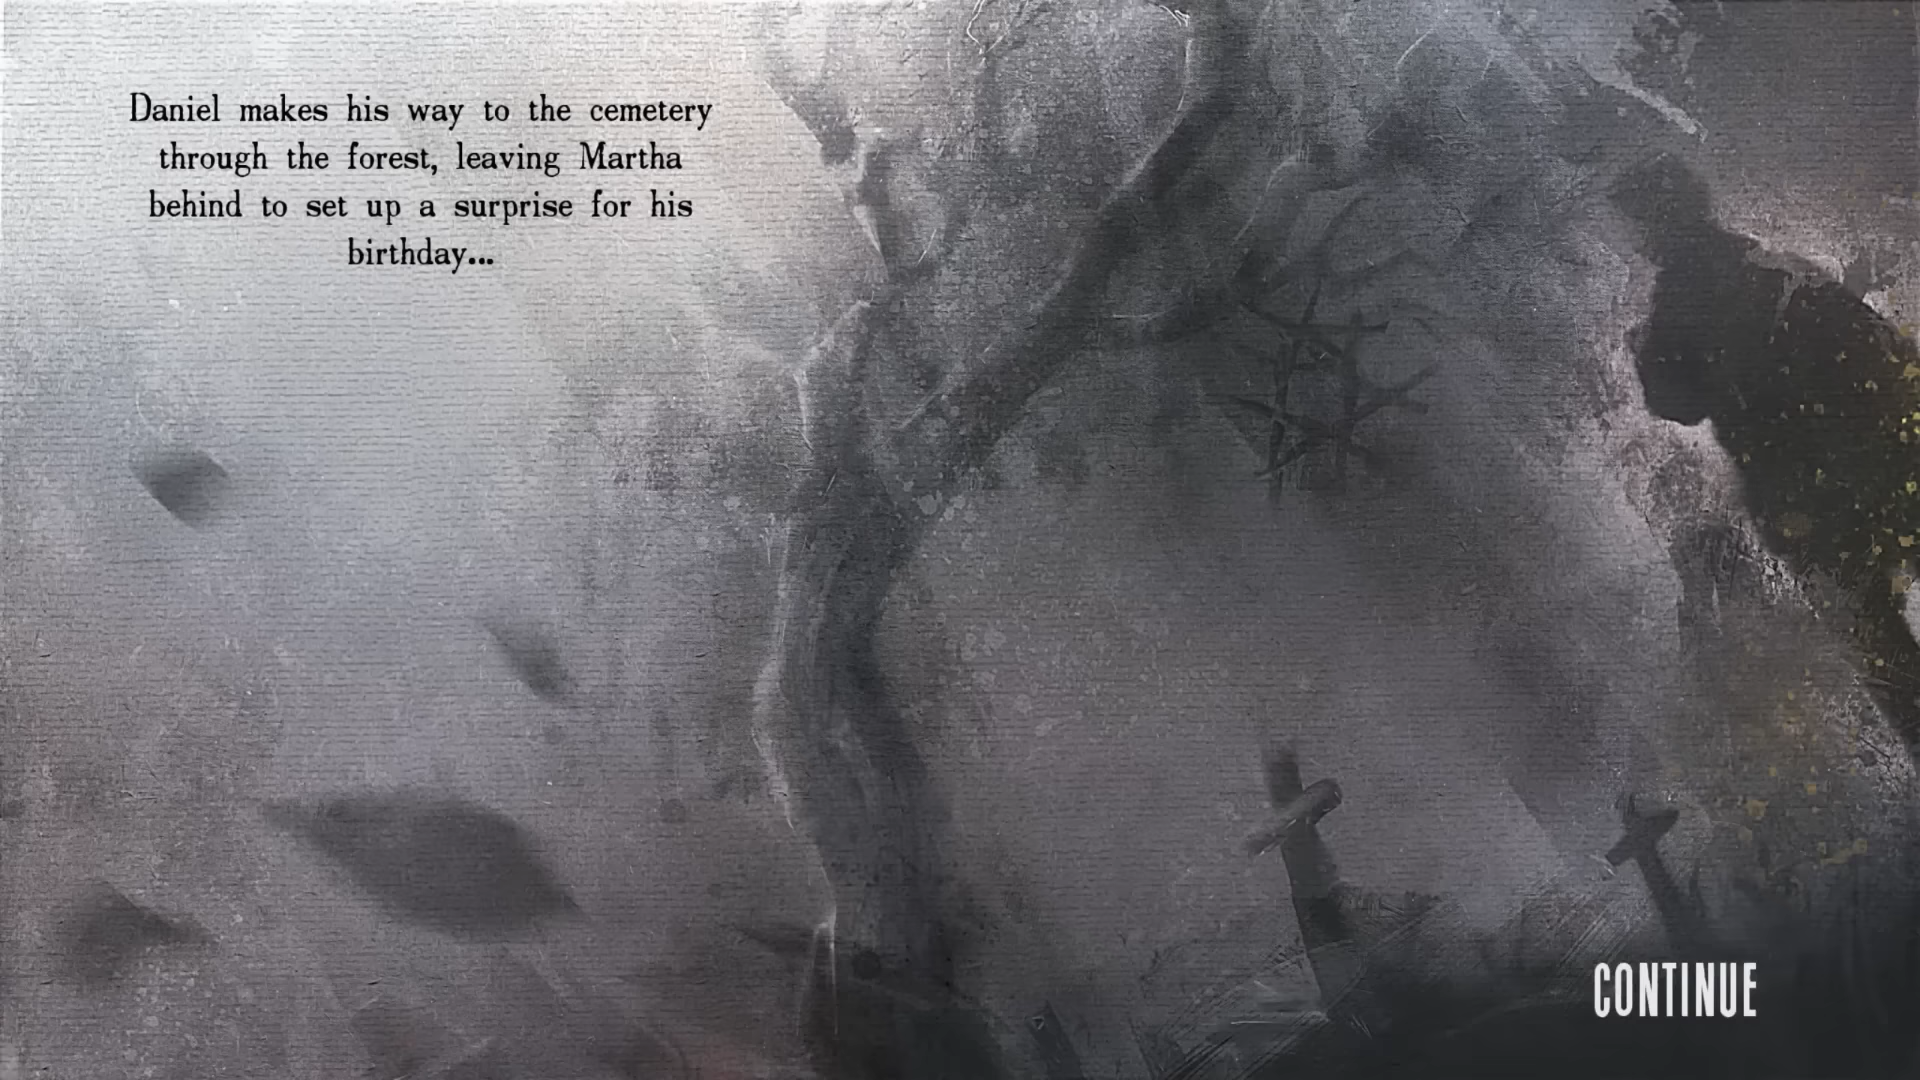 Daniel makes his way to the cemetery
through the forest, leaving Martha
behind to set up a surprise for his
birthday...
CONTINUE